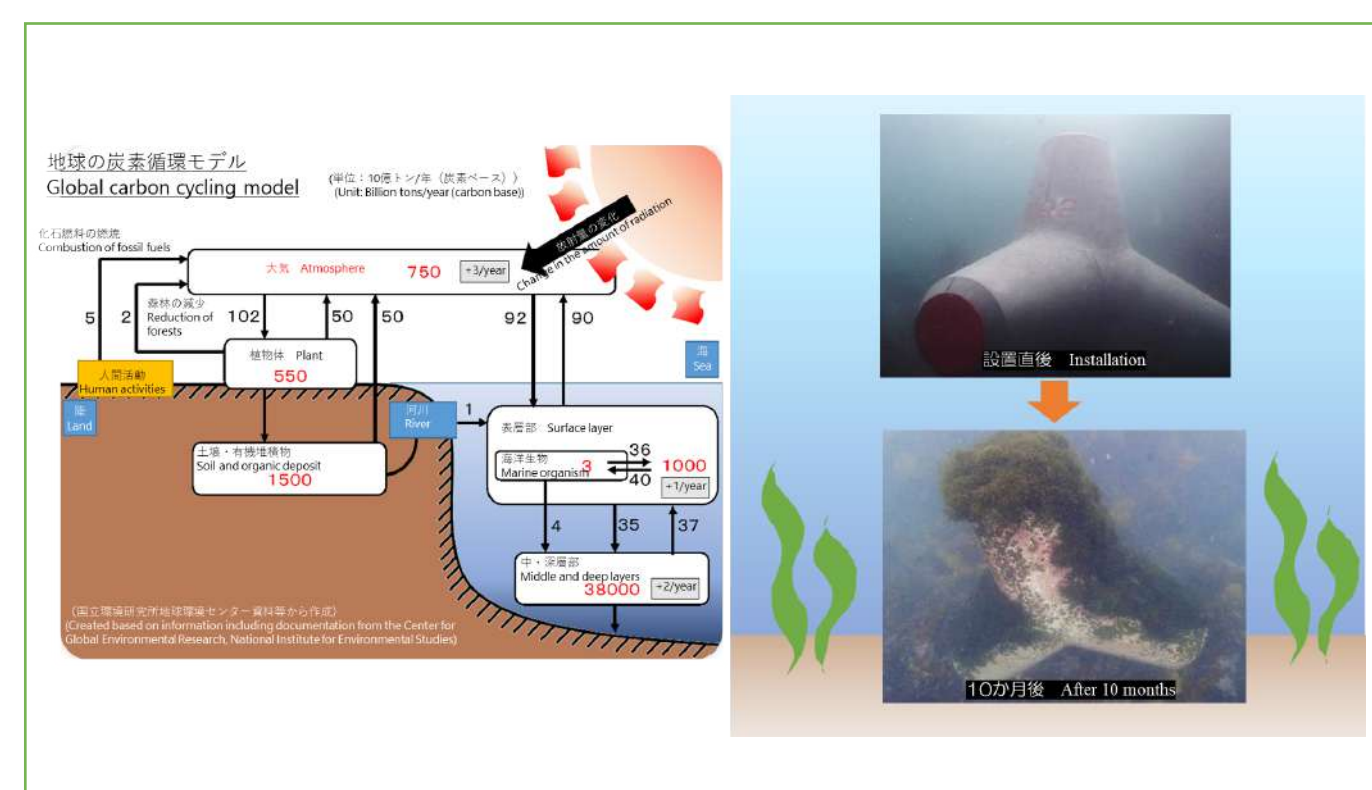 地球の炭素循環モデル
Global carbon cycling model
(単位：10億トン/年（炭素ベース））
(Unit: Billion tons/year (carbon base))
化石燃料の燃焼
Combustion of fossil fuels
大気 Atmosphere 750 +3/year
放射量の変化
Change in the amount of radiation
森林の減少
Reduction of
forests
5
2
102
50
50
92
90
植物体 Plant
550
人間活動
Human activities
陸
Land
海
Sea
河川
River
1
土壌・有機堆積物
Soil and organic deposit
1500
表層部 Surface layer
海洋生物
Marine organism
3
36
40
1000
+1/year
4
35
37
中・深層部
Middle and deep layers
38000
+2/year
（国立環境研究所地球環境センター資料等から作成）
(Created based on information including documentation from the Center for
Global Environmental Research, National Institute for Environmental Studies)
設置直後 Installation
10か月後 After 10 months